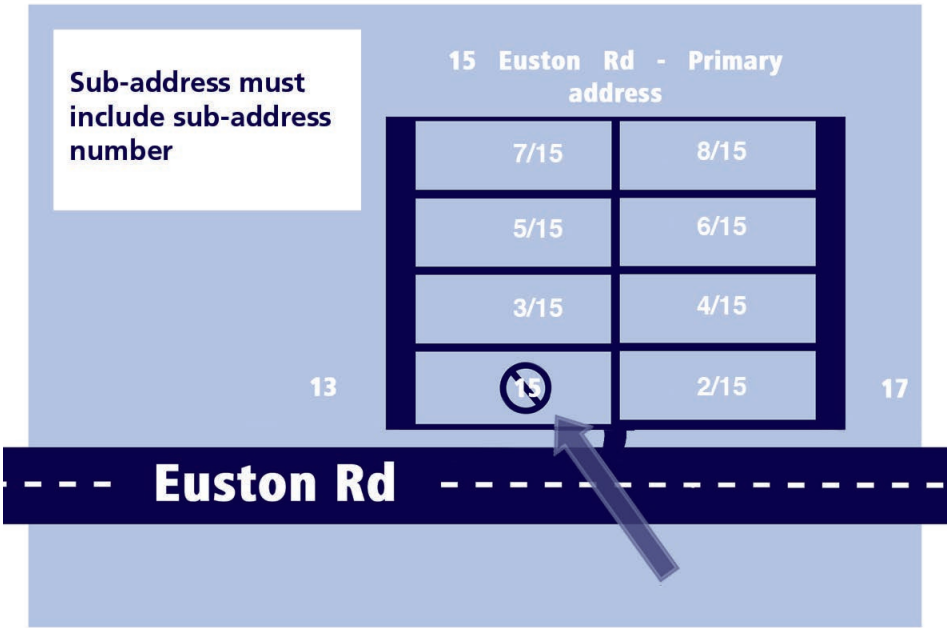 Sub-address must
include sub-address
number
15 Euston Rd - Primary
address
7/15 8/15
5/15 6/15
3/15 4/15
13 15 2/15 17
Euston Rd